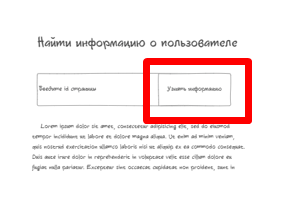 Найти информацию о пользователе
Введите id страницы
Узнать информацию
Lorem ipsum dolor sit amet, consectetur adipiscing elit, sed do eiusmod
tempor incididunt ut labore et dolore magna aliqua. Ut enim ad minim veniam,
quis nostrud exercitation ullamco laboris nisi ut aliquip ex ea commodo consequat.
Duis aute irure dolor in reprehenderit in voluptate velit esse cillum dolore eu
fugiat nulla pariatur. Excepteur sint occaecat cupidatat non proident, sunt in